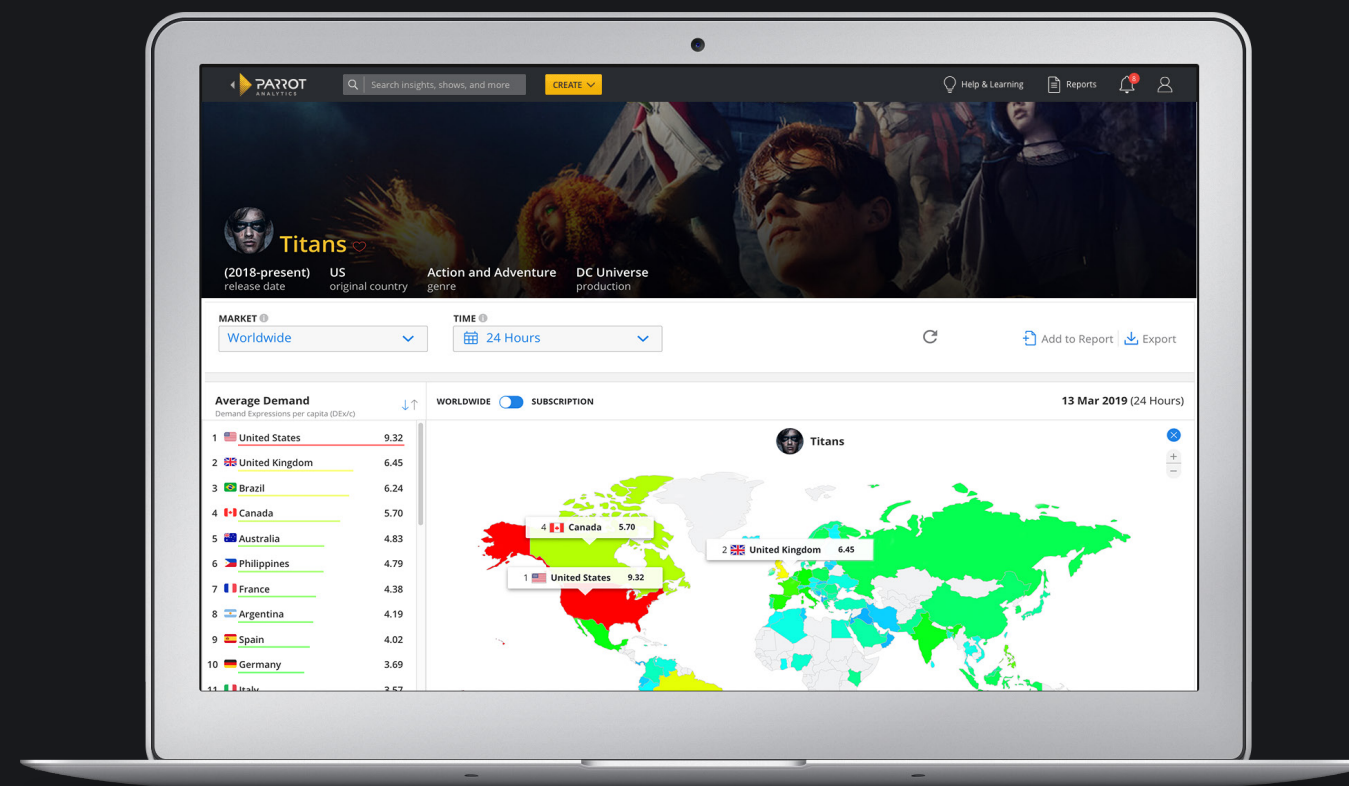 PARROT
ANALYTICS
Search insights, shows, and more
CREATE
Help & Learning
Reports
8
Titans
(2018-present) US Action and Adventure DC Universe
release date original country genre production
MARKET TIME
Worldwide 24 Hours
Add to Report Export
Average Demand
Demand Expressions per capita (DEx/c)
WORLDWIDE SUBSCRIPTION
13 Mar 2019 (24 Hours)
1 United States 9.32
2 United Kingdom 6.45
3 Brazil 6.24
4 Canada 5.70
5 Australia 4.83
6 Philippines 4.79
7 France 4.38
8 Argentina 4.19
9 Spain 4.02
10 Germany 3.69
11 Italy 3.57
Titans
+
−
4 Canada 5.70
2 United Kingdom 6.45
1 United States 9.32